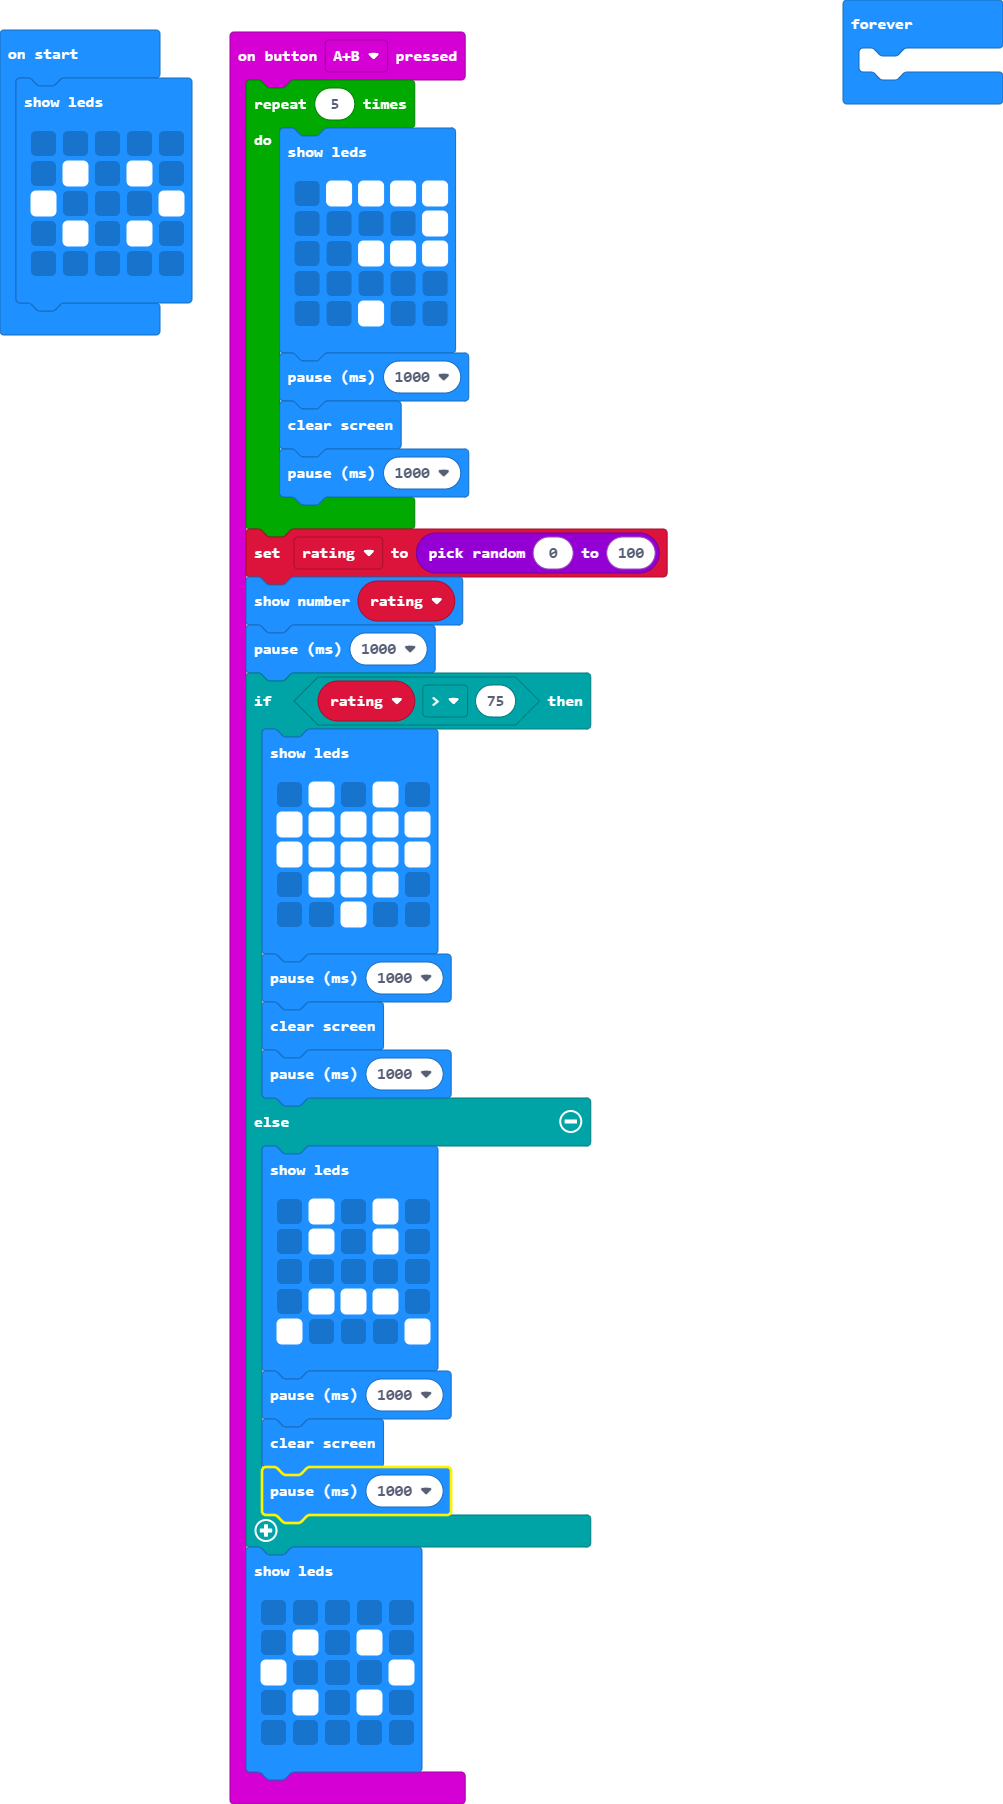 on start
show leds
on button A+B pressed
repeat 5 times
do
show leds
pause (ms) 1000
clear screen
pause (ms) 1000
set rating to pick random 0 to 100
show number rating
pause (ms) 1000
if rating > 75 then
show leds
pause (ms) 1000
clear screen
pause (ms) 1000
else
show leds
pause (ms) 1000
clear screen
pause (ms) 1000
show leds
forever